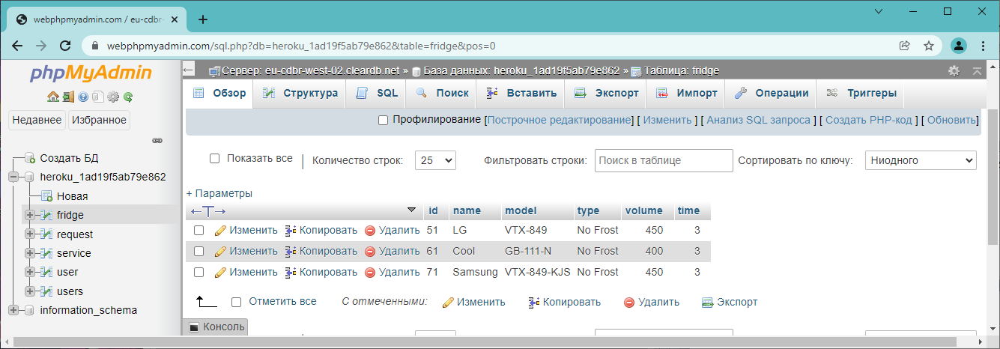 webphpmyadmin.com / eu-cdbr-
webphpmyadmin.com/sql.php?db=heroku_1ad19f5ab79e862&table=fridge&pos=0
phpMyAdmin
Недавнее Избранное
Создать БД
heroku_1ad19f5ab79e862
Новая
fridge
request
service
user
users
information_schema
Сервер: eu-cdbr-west-02.cleardb.net » База данных: heroku_1ad19f5ab79e862 » Таблица: fridge
Обзор Структура SQL Поиск Вставить Экспорт Импорт Операции Триггеры
Профилирование [Построчное редактирование] [ Изменить ] [ Анализ SQL запроса ] [ Создать PHP-код ] [ Обновить]
Показать все | Количество строк: 25 Фильтровать строки: Поиск в таблице Сортировать по ключу: Ниодного
+ Параметры
←T→ id name model type volume time
Изменить Копировать Удалить 51 LG VTX-849 No Frost 450 3
Изменить Копировать Удалить 61 Cool GB-111-N No Frost 400 3
Изменить Копировать Удалить 71 Samsung VTX-849-KJS No Frost 450 3
Отметить все С отмеченными: Изменить Копировать Удалить Экспорт
Консоль